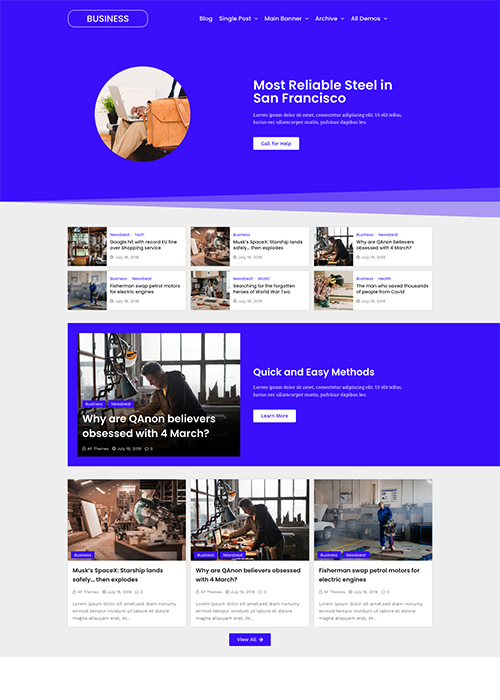 BUSINESS
Blog Single Post Main Banner Archive All Demos
Most Reliable Steel in
San Francisco
Lorem ipsum dolor sit amet, consectetur adipiscing elit. Ut elit tellus,
luctus nec ullamcorper mattis, pulvinar dapibus leo.
Call for Help
Newsbeat - Tech
Google hit with record EU fine
over Shopping service
July 18, 2019
Business
Musk's SpaceX: Starship lands
safely... then explodes
July 18, 2019
Business - Newsbeat
Why are QAnon believers
obsessed with 4 March?
July 18, 2019
Business - Newsbeat
Fisherman swap petrol motors
for electric engines
July 18, 2019
Newsbeat - World
Searching for the forgotten
heroes of World War Two
July 18, 2019
Business - Health
The man who saved thousands
of people from Covid
July 18, 2019
Business Newsbeat
Why are QAnon believers
obsessed with 4 March?
AF Themes July 18, 2019 0
Quick and Easy Methods
Lorem ipsum dolor sit amet, consectetur adipiscing elit. Ut elit tellus,
luctus nec ullamcorper mattis, pulvinar dapibus leo.
Learn More
Business
Musk's SpaceX: Starship lands
safely... then explodes
AF Themes July 18, 2019 0
Lorem ipsum dolor sit amet,sed diam nonumy
eirmod tempor invidunt ut labore et dolore
magna aliquyam erat, At...
Business Newsbeat
Why are QAnon believers obsessed
with 4 March?
AF Themes July 18, 2019 0
Lorem ipsum dolor sit amet,sed diam nonumy
eirmod tempor invidunt ut labore et dolore
magna aliquyam erat, At...
Business Newsbeat
Fisherman swap petrol motors for
electric engines
AF Themes July 18, 2019 0
Lorem ipsum dolor sit amet,sed diam nonumy
eirmod tempor invidunt ut labore et dolore
magna aliquyam erat, At...
View All